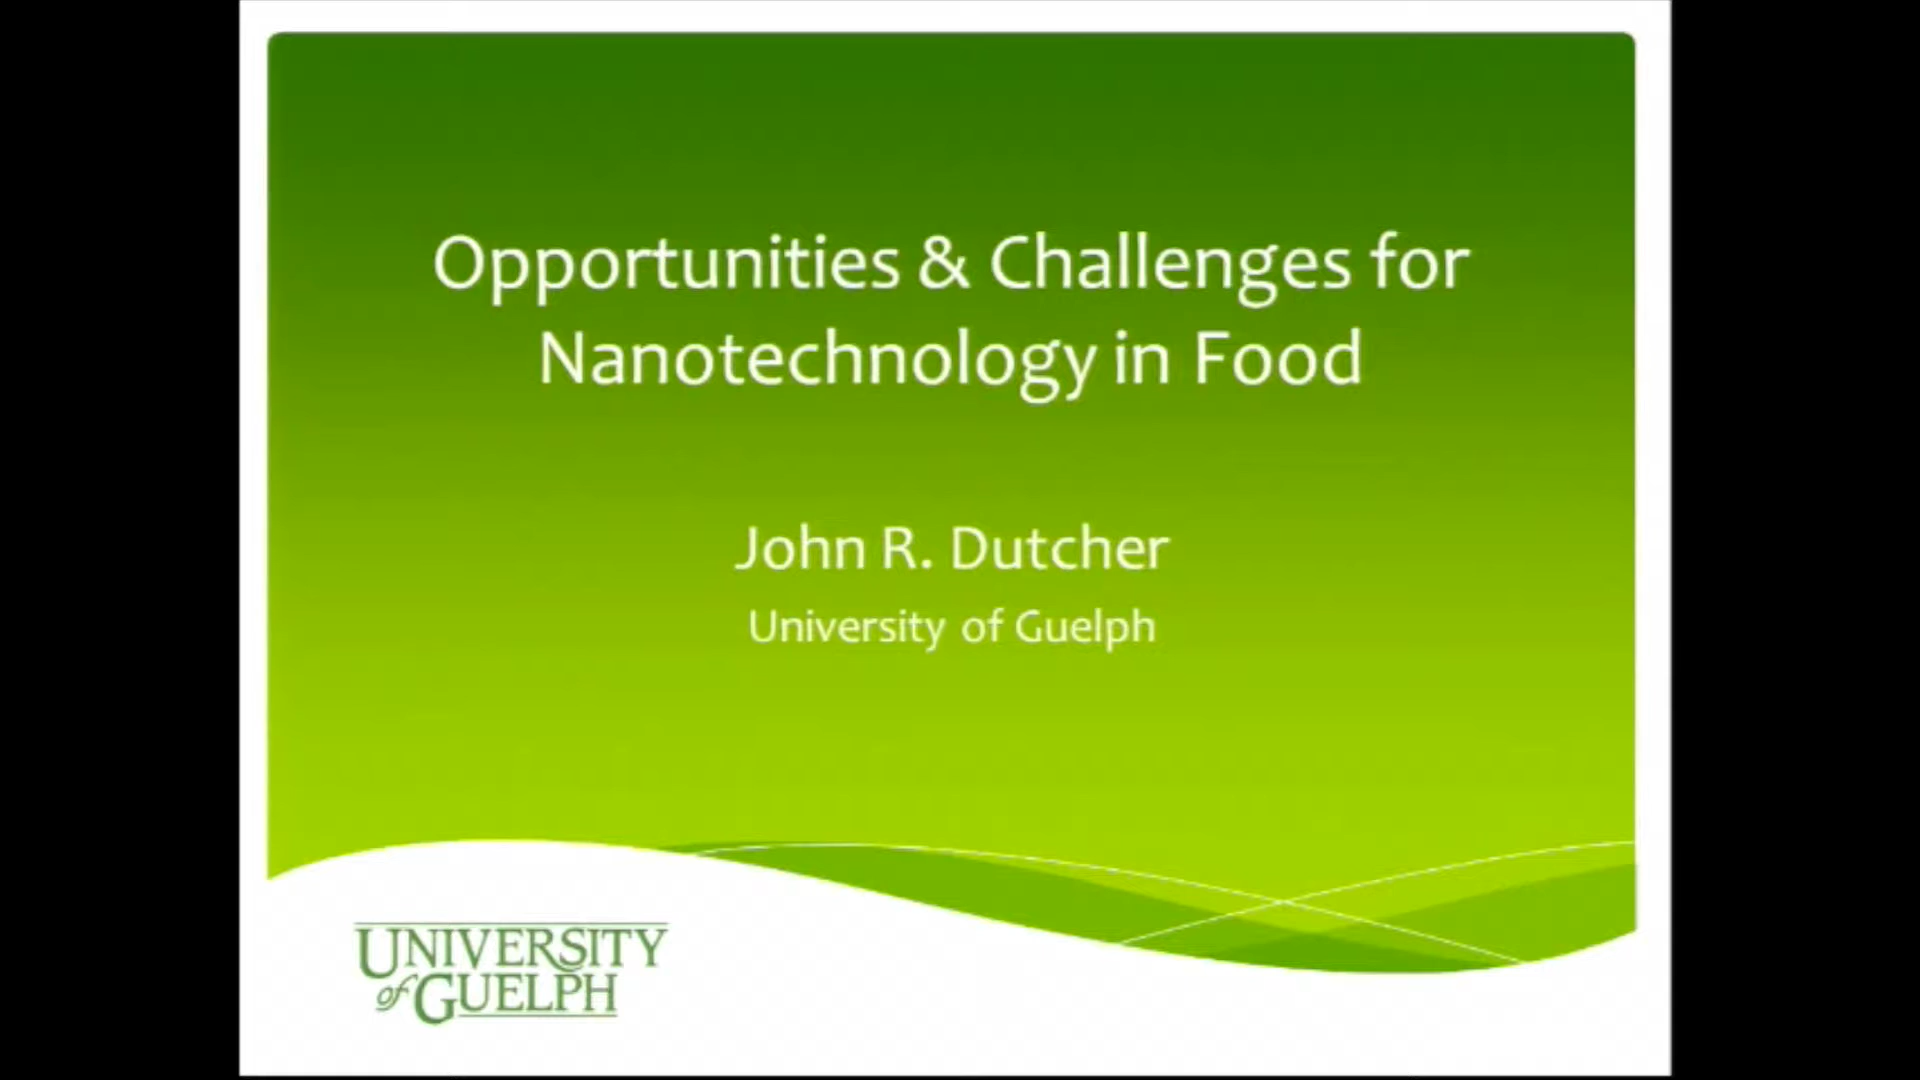 Opportunities & Challenges for
Nanotechnology in Food
John R. Dutcher
University of Guelph
UNIVERSITY
of GUELPH